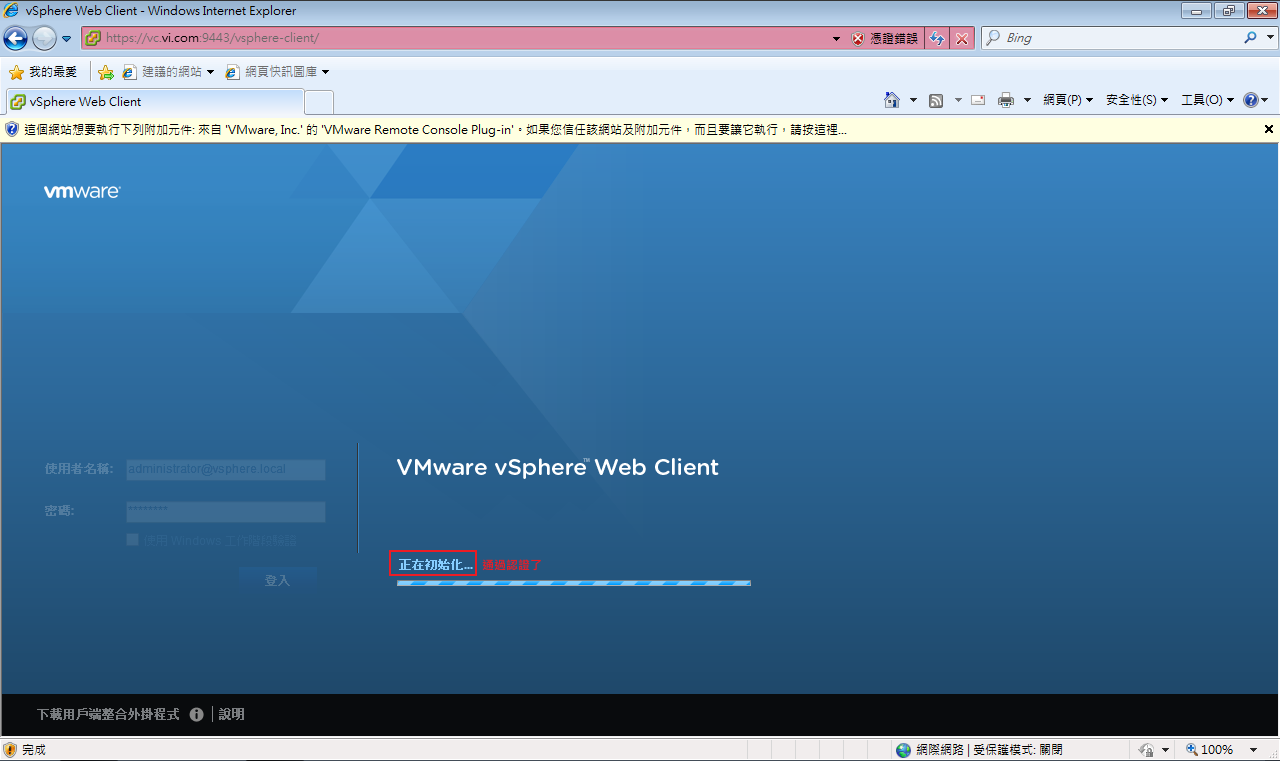 vSphere Web Client - Windows Internet Explorer
https://vc.vi.com:9443/vsphere-client/
憑證錯誤
Bing
我的最愛
建議的網站
網頁快訊圖庫
vSphere Web Client
網頁(P)
安全性(S)
工具(O)
這個網站想要執行下列附加元件: 來自 'VMware, Inc.' 的 'VMware Remote Console Plug-in'。如果您信任該網站及附加元件，而且要讓它執行，請按這裡...
vmware
使用者名稱:
administrator@vsphere.local
VMware vSphere™ Web Client
密碼:
********
使用 Windows 工作階段驗證
正在初始化...
通過認證了
登入
下載用戶端整合外掛程式
說明
完成
網際網路 | 受保護模式: 關閉
100%